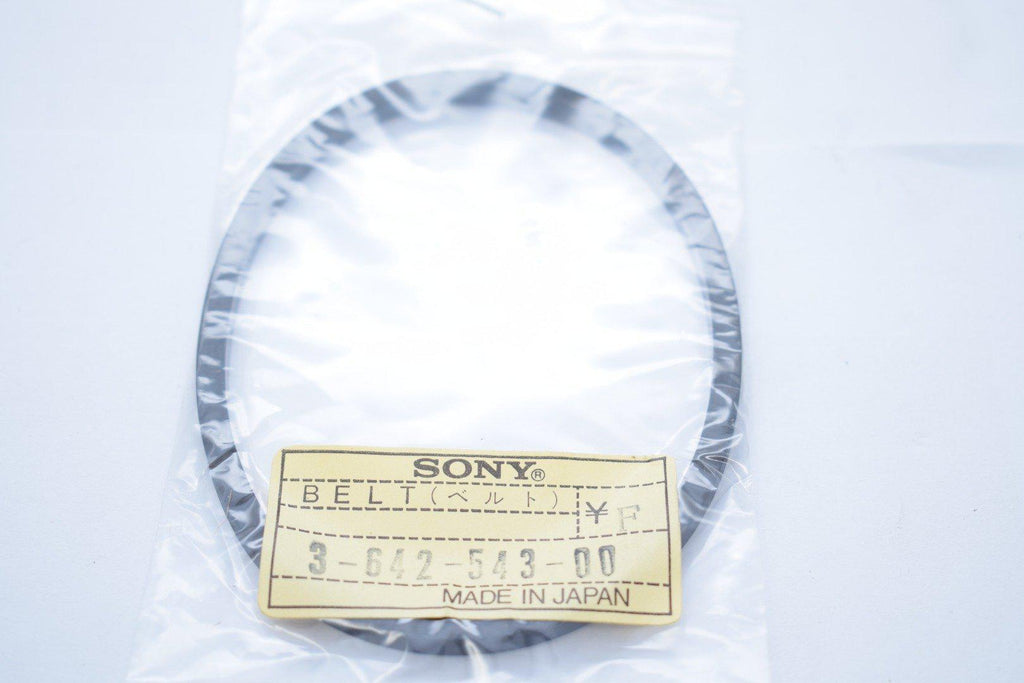 SONY®
BELT(ベルト)
¥ F
3-642-543-00
MADE IN JAPAN